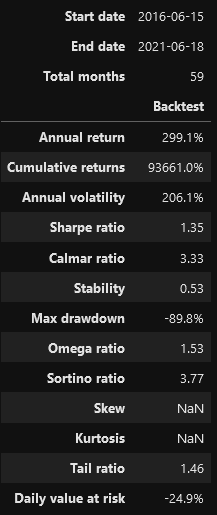 Start date 2016-06-15
End date 2021-06-18
Total months 59
Backtest
Annual return 299.1%
Cumulative returns 93661.0%
Annual volatility 206.1%
Sharpe ratio 1.35
Calmar ratio 3.33
Stability 0.53
Max drawdown -89.8%
Omega ratio 1.53
Sortino ratio 3.77
Skew NaN
Kurtosis NaN
Tail ratio 1.46
Daily value at risk -24.9%